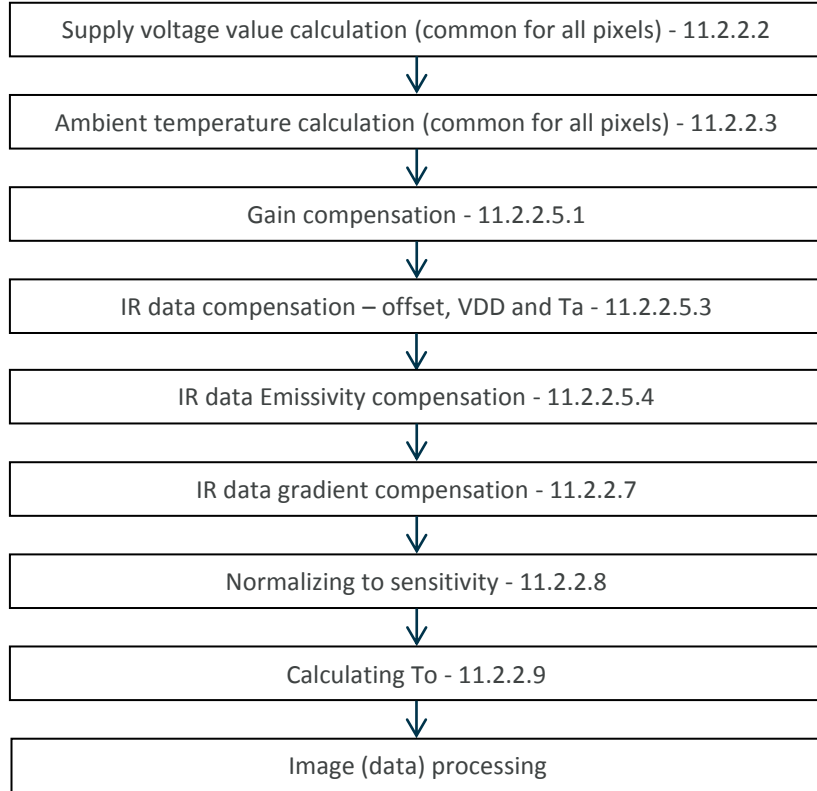 Supply voltage value calculation (common for all pixels) - 11.2.2.2
Ambient temperature calculation (common for all pixels) - 11.2.2.3
Gain compensation - 11.2.2.5.1
IR data compensation – offset, VDD and Ta - 11.2.2.5.3
IR data Emissivity compensation - 11.2.2.5.4
IR data gradient compensation - 11.2.2.7
Normalizing to sensitivity - 11.2.2.8
Calculating To - 11.2.2.9
Image (data) processing